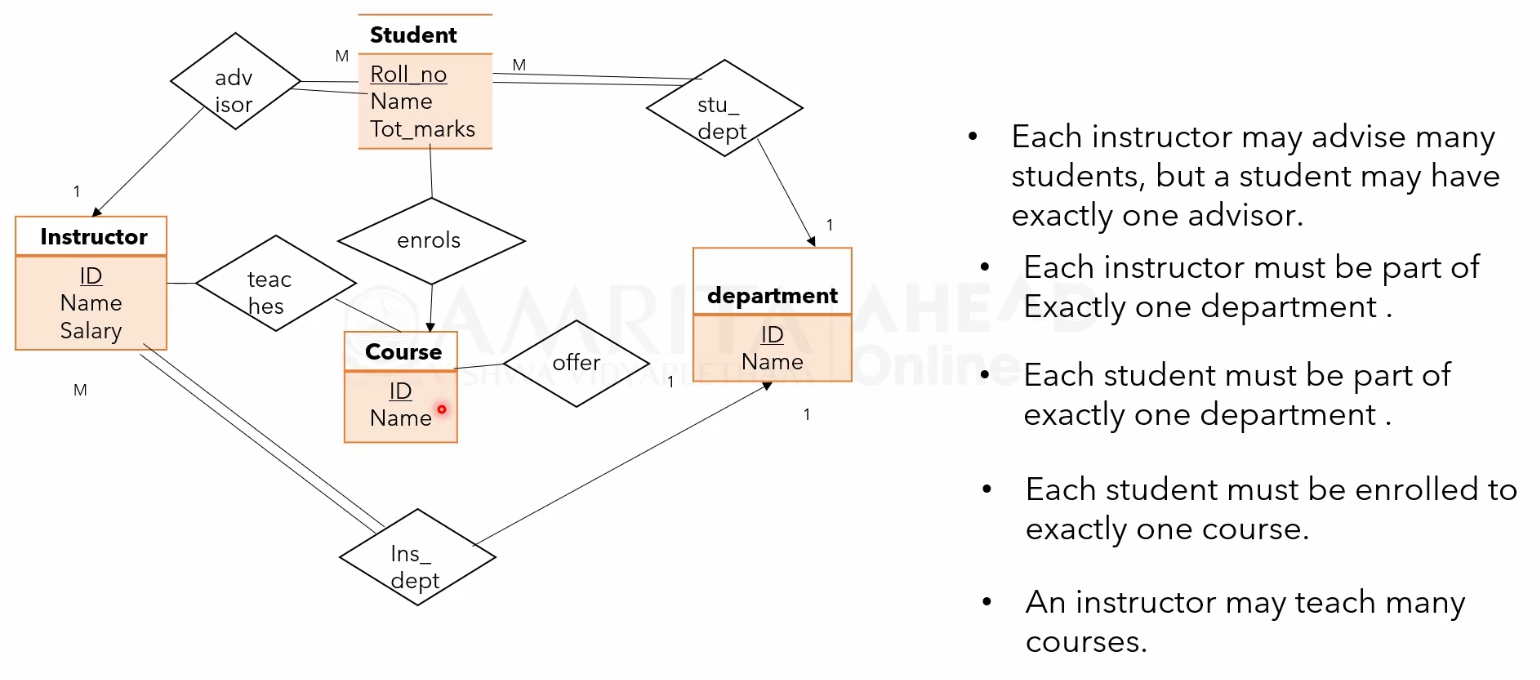 Student
M
M
adv
isor
Roll_no
Name
Tot_marks
stu_
dept
1
1
Instructor
ID
Name
Salary
teac
hes
enrols
department
ID
Name
Course
ID
Name
offer
1
M
1
Ins_
dept
AMRITA
VISHWA VIDYAPEETHAM
AHEAD
Online
• Each instructor may advise many
students, but a student may have
exactly one advisor.
• Each instructor must be part of
Exactly one department .
• Each student must be part of
exactly one department .
• Each student must be enrolled to
exactly one course.
• An instructor may teach many
courses.